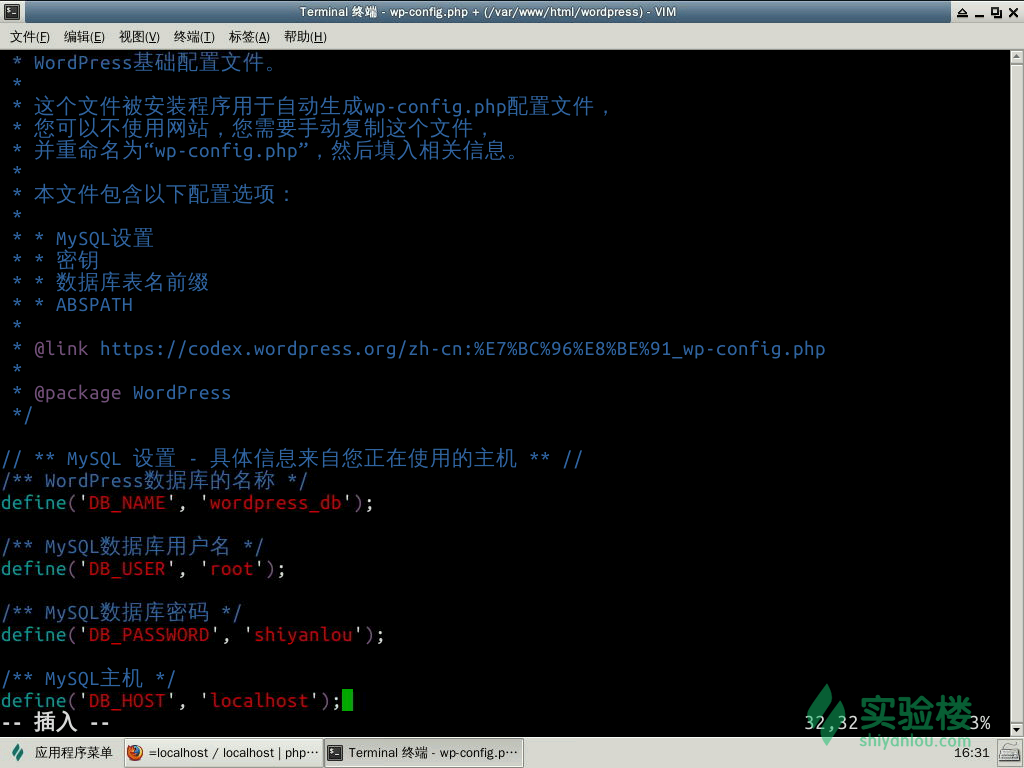 Terminal 终端 - wp-config.php + (/var/www/html/wordpress) - VIM
文件(F) 编辑(E) 视图(V) 终端(T) 标签(A) 帮助(H)
 * WordPress基础配置文件。
 *
 * 这个文件被安装程序用于自动生成wp-config.php配置文件，
 * 您可以不使用网站，您需要手动复制这个文件，
 * 并重命名为“wp-config.php”，然后填入相关信息。
 *
 * 本文件包含以下配置选项：
 *
 * * MySQL设置
 * * 密钥
 * * 数据库表名前缀
 * * ABSPATH
 *
 * @link https://codex.wordpress.org/zh-cn:%E7%BC%96%E8%BE%91_wp-config.php
 *
 * @package WordPress
 */
// ** MySQL 设置 - 具体信息来自您正在使用的主机 ** //
/** WordPress数据库的名称 */
define('DB_NAME', 'wordpress_db');
/** MySQL数据库用户名 */
define('DB_USER', 'root');
/** MySQL数据库密码 */
define('DB_PASSWORD', 'shiyanlou');
/** MySQL主机 */
define('DB_HOST', 'localhost');
-- 插入 -- 32,32 3%
实验楼
shiyanlou.com
应用程序菜单 =localhost / localhost | php⋯ Terminal 终端 - wp-config.p⋯ 16:31